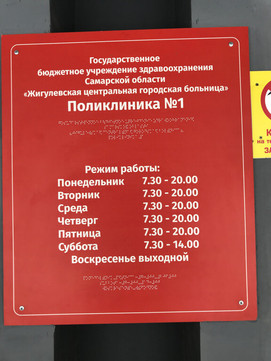 Государственное
бюджетное учреждение здравоохранения
Самарской области
«Жигулевская центральная городская больница»
Поликлиника №1
Режим работы:
Понедельник 7.30 - 20.00
Вторник 7.30 - 20.00
Среда 7.30 - 20.00
Четверг 7.30 - 20.00
Пятница 7.30 - 20.00
Суббота 7.30 - 14.00
Воскресенье выходной